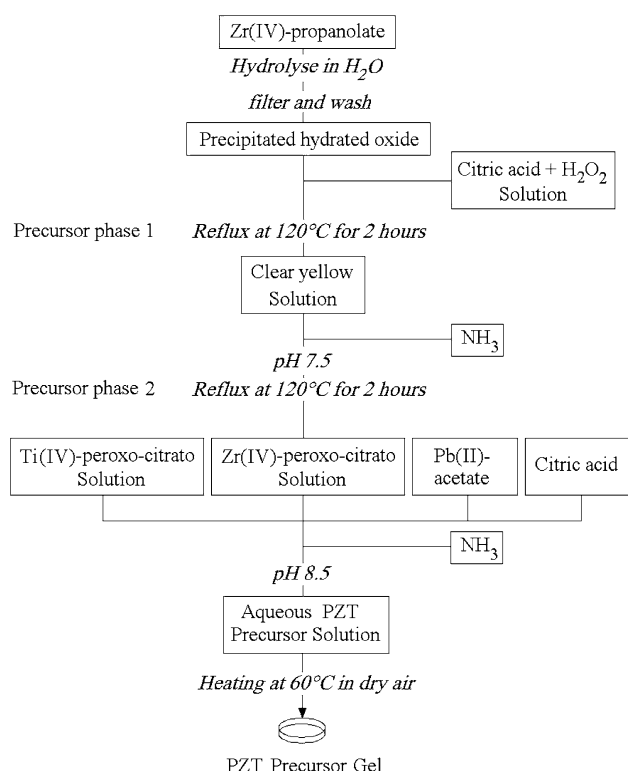 Zr(IV)-propanolate
Hydrolyse in H2O
filter and wash
Precipitated hydrated oxide
Citric acid + H2O2
Solution
Precursor phase 1
Reflux at 120°C for 2 hours
Clear yellow
Solution
NH3
pH 7.5
Precursor phase 2
Reflux at 120°C for 2 hours
Ti(IV)-peroxo-citrato
Solution
Zr(IV)-peroxo-citrato
Solution
Pb(II)-
acetate
Citric acid
NH3
pH 8.5
Aqueous PZT
Precursor Solution
Heating at 60°C in dry air
PZT Precursor Gel